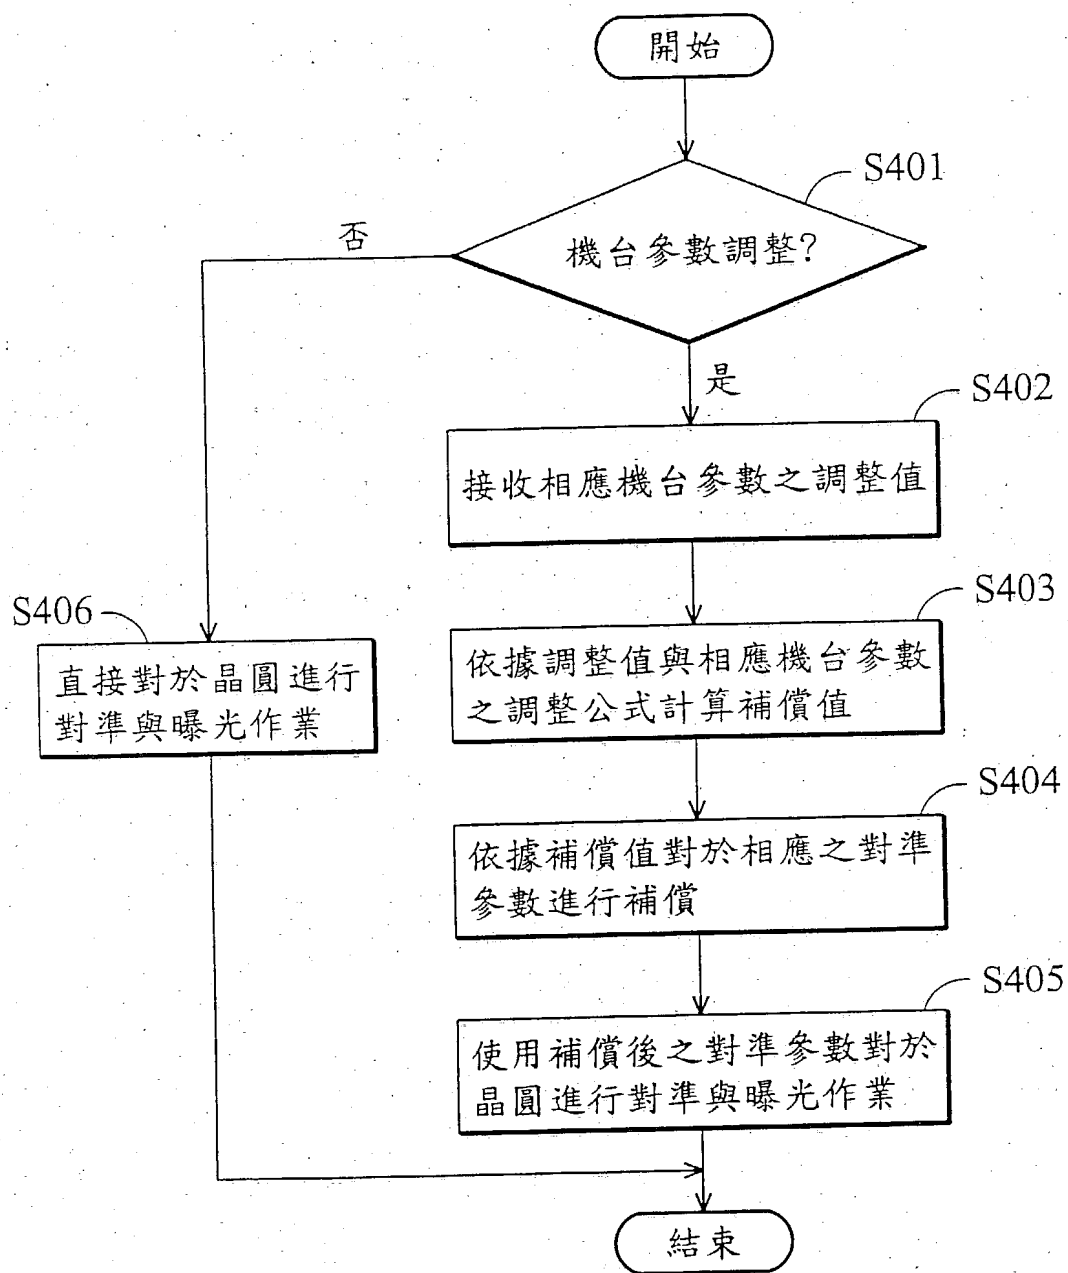 開始
S401
機台參數調整?
否
是
S402
接收相應機台參數之調整值
S403
依據調整值與相應機台參數
之調整公式計算補償值
S406
直接對於晶圓進行
對準與曝光作業
S404
依據補償值對於相應之對準
參數進行補償
S405
使用補償後之對準參數對於
晶圓進行對準與曝光作業
結束